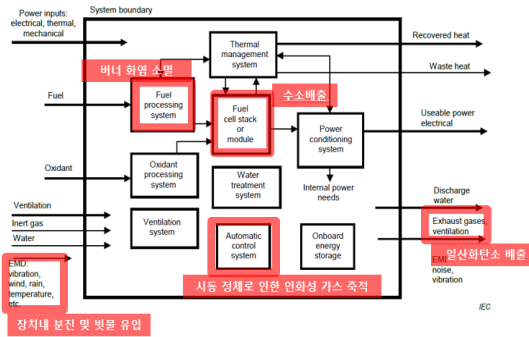 Power inputs:
electrical, thermal,
mechanical
System boundary
Thermal
management
system
Recovered heat
Waste heat
버너 화염 소멸
수소배출
Fuel
Fuel
processing
system
Fuel
cell stack
or
module
Power
conditioning
system
Useable power
electrical
Oxidant
Oxidant
processing
system
Water
treatment
system
Internal power
needs
Ventilation
Inert gas
Water
Ventilation
system
Automatic
control
system
Onboard
energy
storage
Discharge
water
Exhaust gases,
ventilation
일산화탄소 배출
EMD,
vibration,
wind, rain,
temperature,
etc.
시동 정체로 인한 인화성 가스 축적
EMI,
noise,
vibration
장치내 분진 및 빗물 유입
IEC